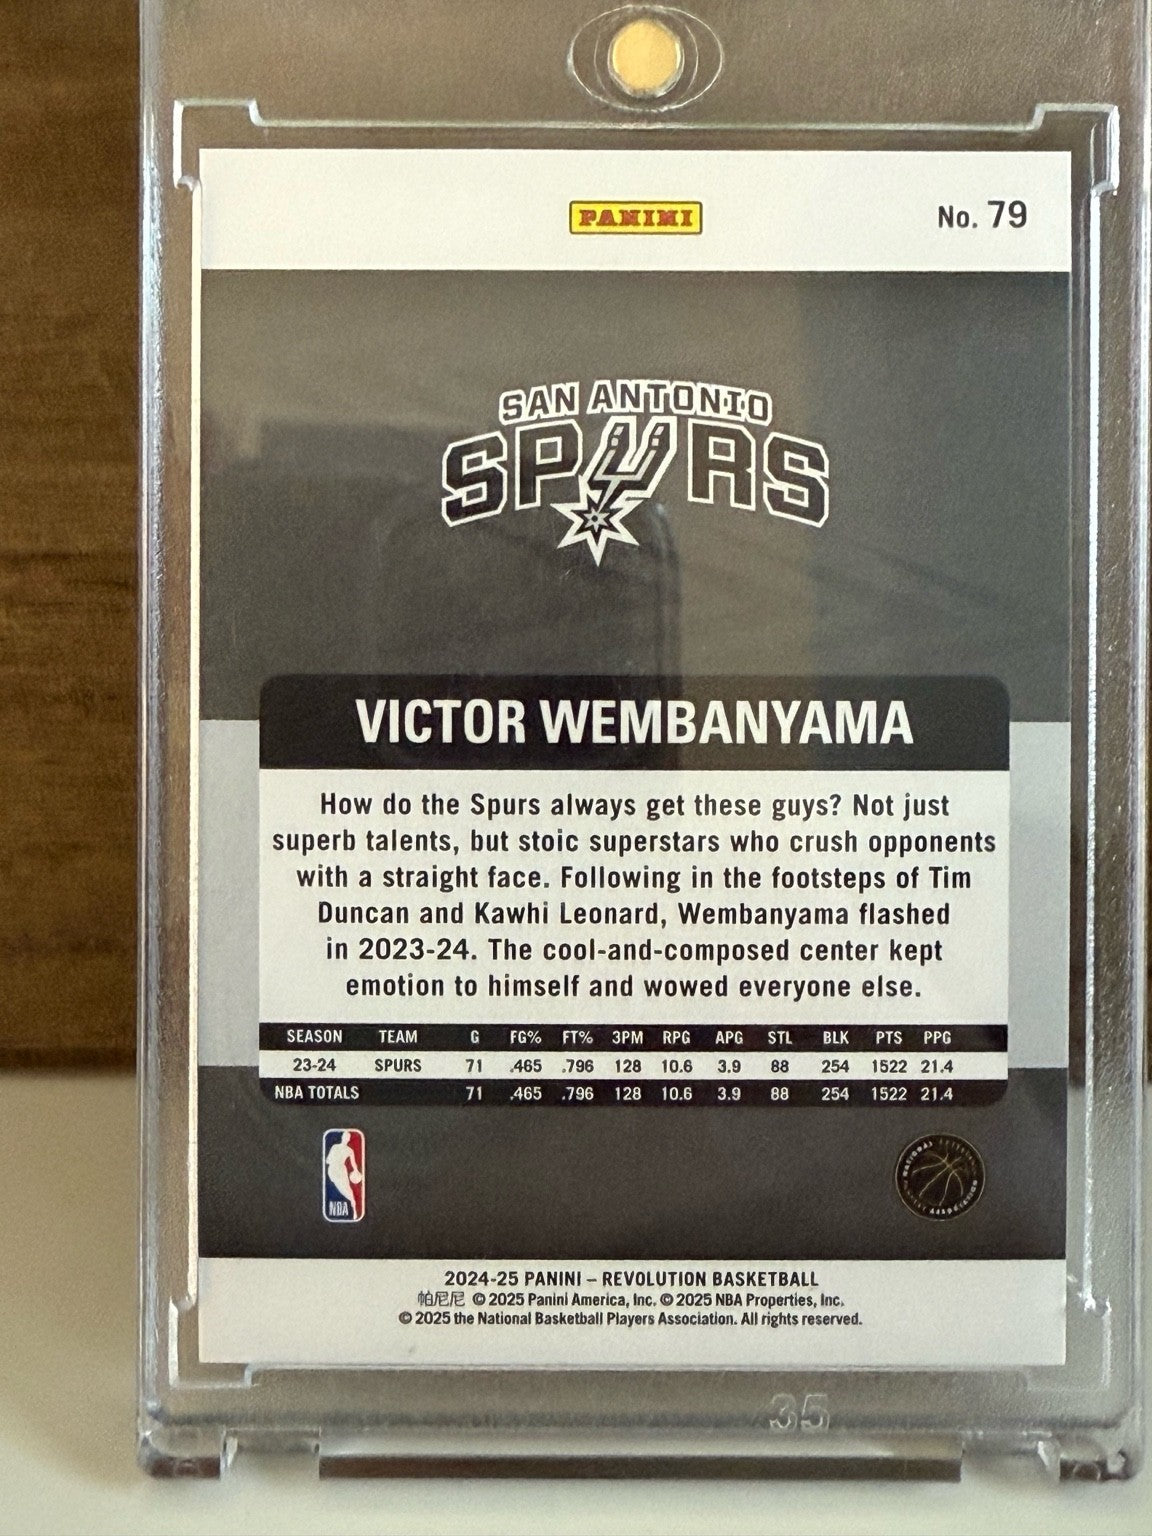 PANINI
No. 79
SAN ANTONIO
SPURS
VICTOR WEMBANYAMA
How do the Spurs always get these guys? Not just
superb talents, but stoic superstars who crush opponents
with a straight face. Following in the footsteps of Tim
Duncan and Kawhi Leonard, Wembanyama flashed
in 2023-24. The cool-and-composed center kept
emotion to himself and wowed everyone else.
SEASON TEAM G FG% FT% 3PM RPG APG STL BLK PTS PPG
23-24 SPURS 71 .465 .796 128 10.6 3.9 88 254 1522 21.4
NBA TOTALS 71 .465 .796 128 10.6 3.9 88 254 1522 21.4
NBA
NATIONAL BASKETBALL PLAYERS ASSOCIATION
2024-25 PANINI – REVOLUTION BASKETBALL
帕尼尼 © 2025 Panini America, Inc. © 2025 NBA Properties, Inc.
© 2025 the National Basketball Players Association. All rights reserved.
35